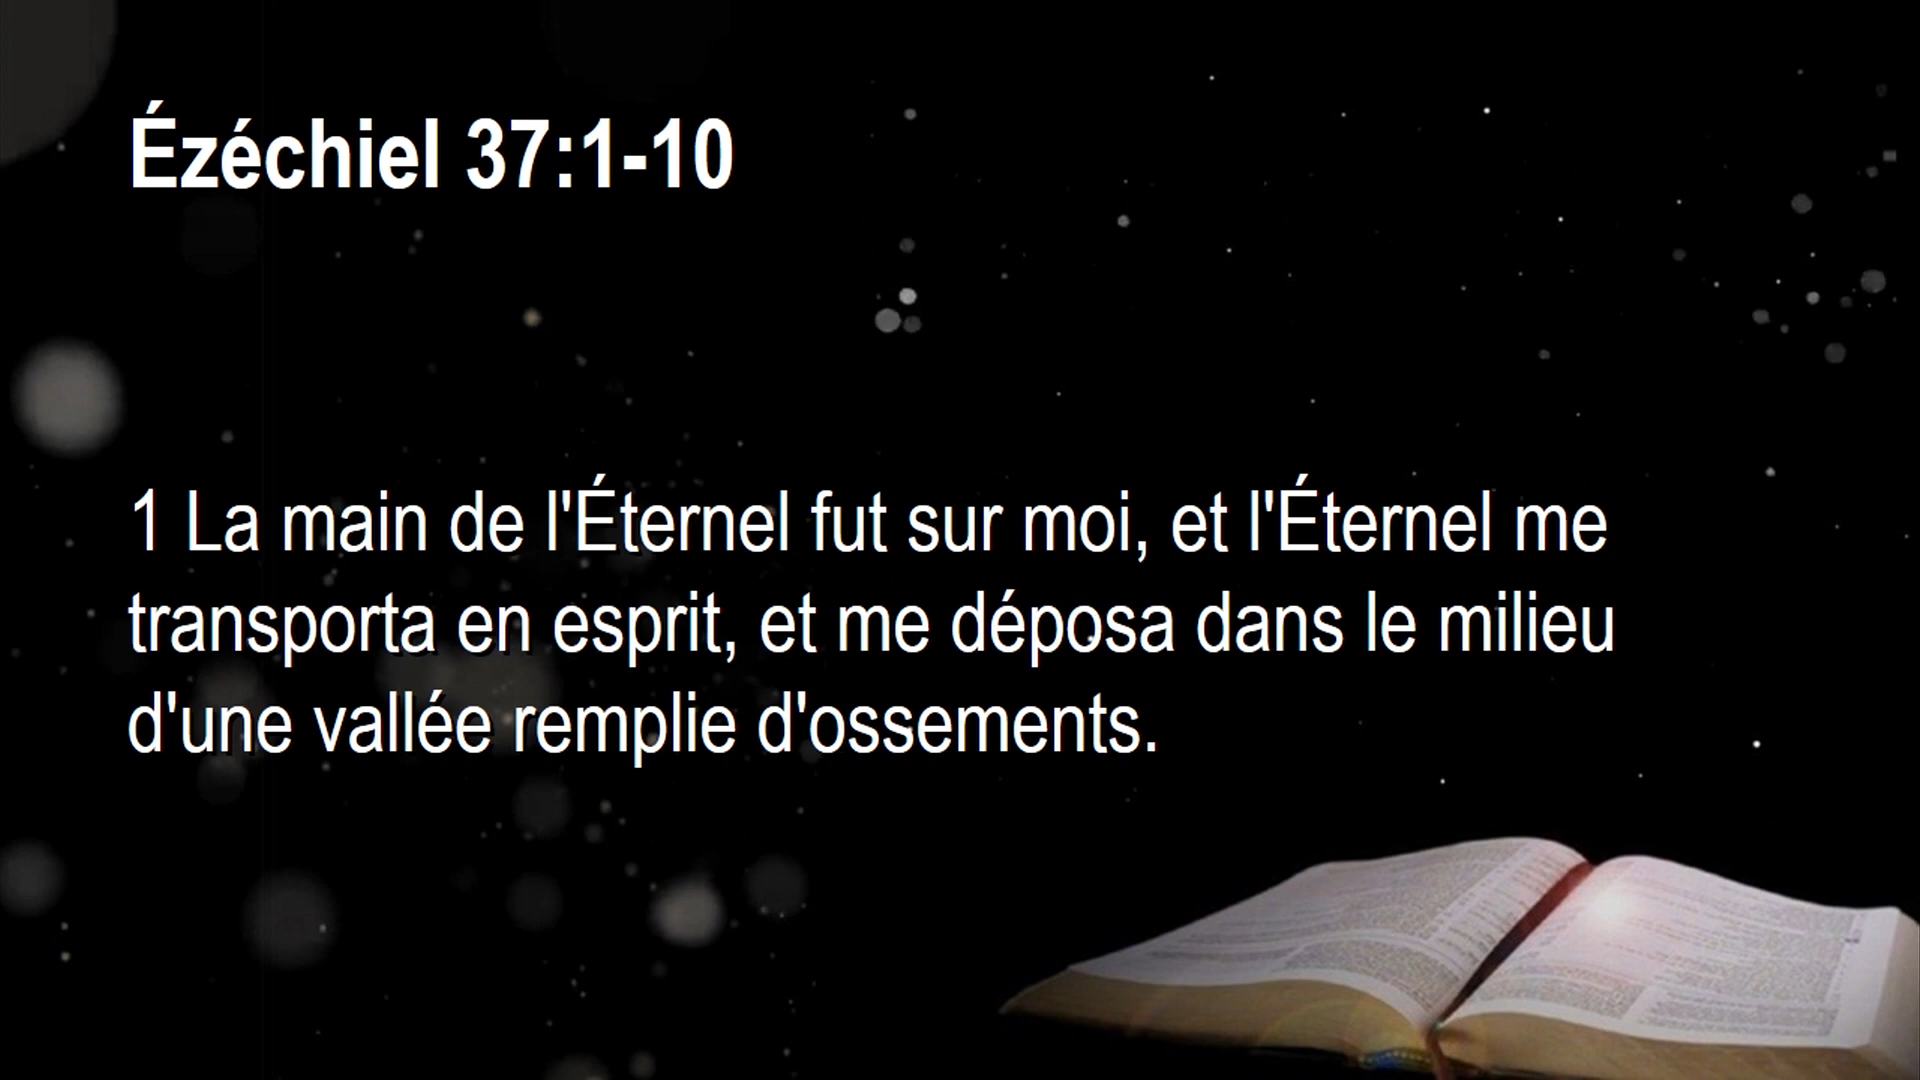 Ézéchiel 37:1-10
1 La main de l'Éternel fut sur moi, et l'Éternel me
transporta en esprit, et me déposa dans le milieu
d'une vallée remplie d'ossements.